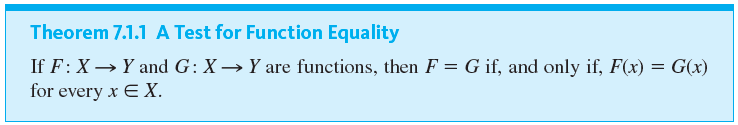 Theorem 7.1.1 A Test for Function Equality
If F: X → Y and G: X → Y are functions, then F = G if, and only if, F(x) = G(x)
for every x ∈ X.